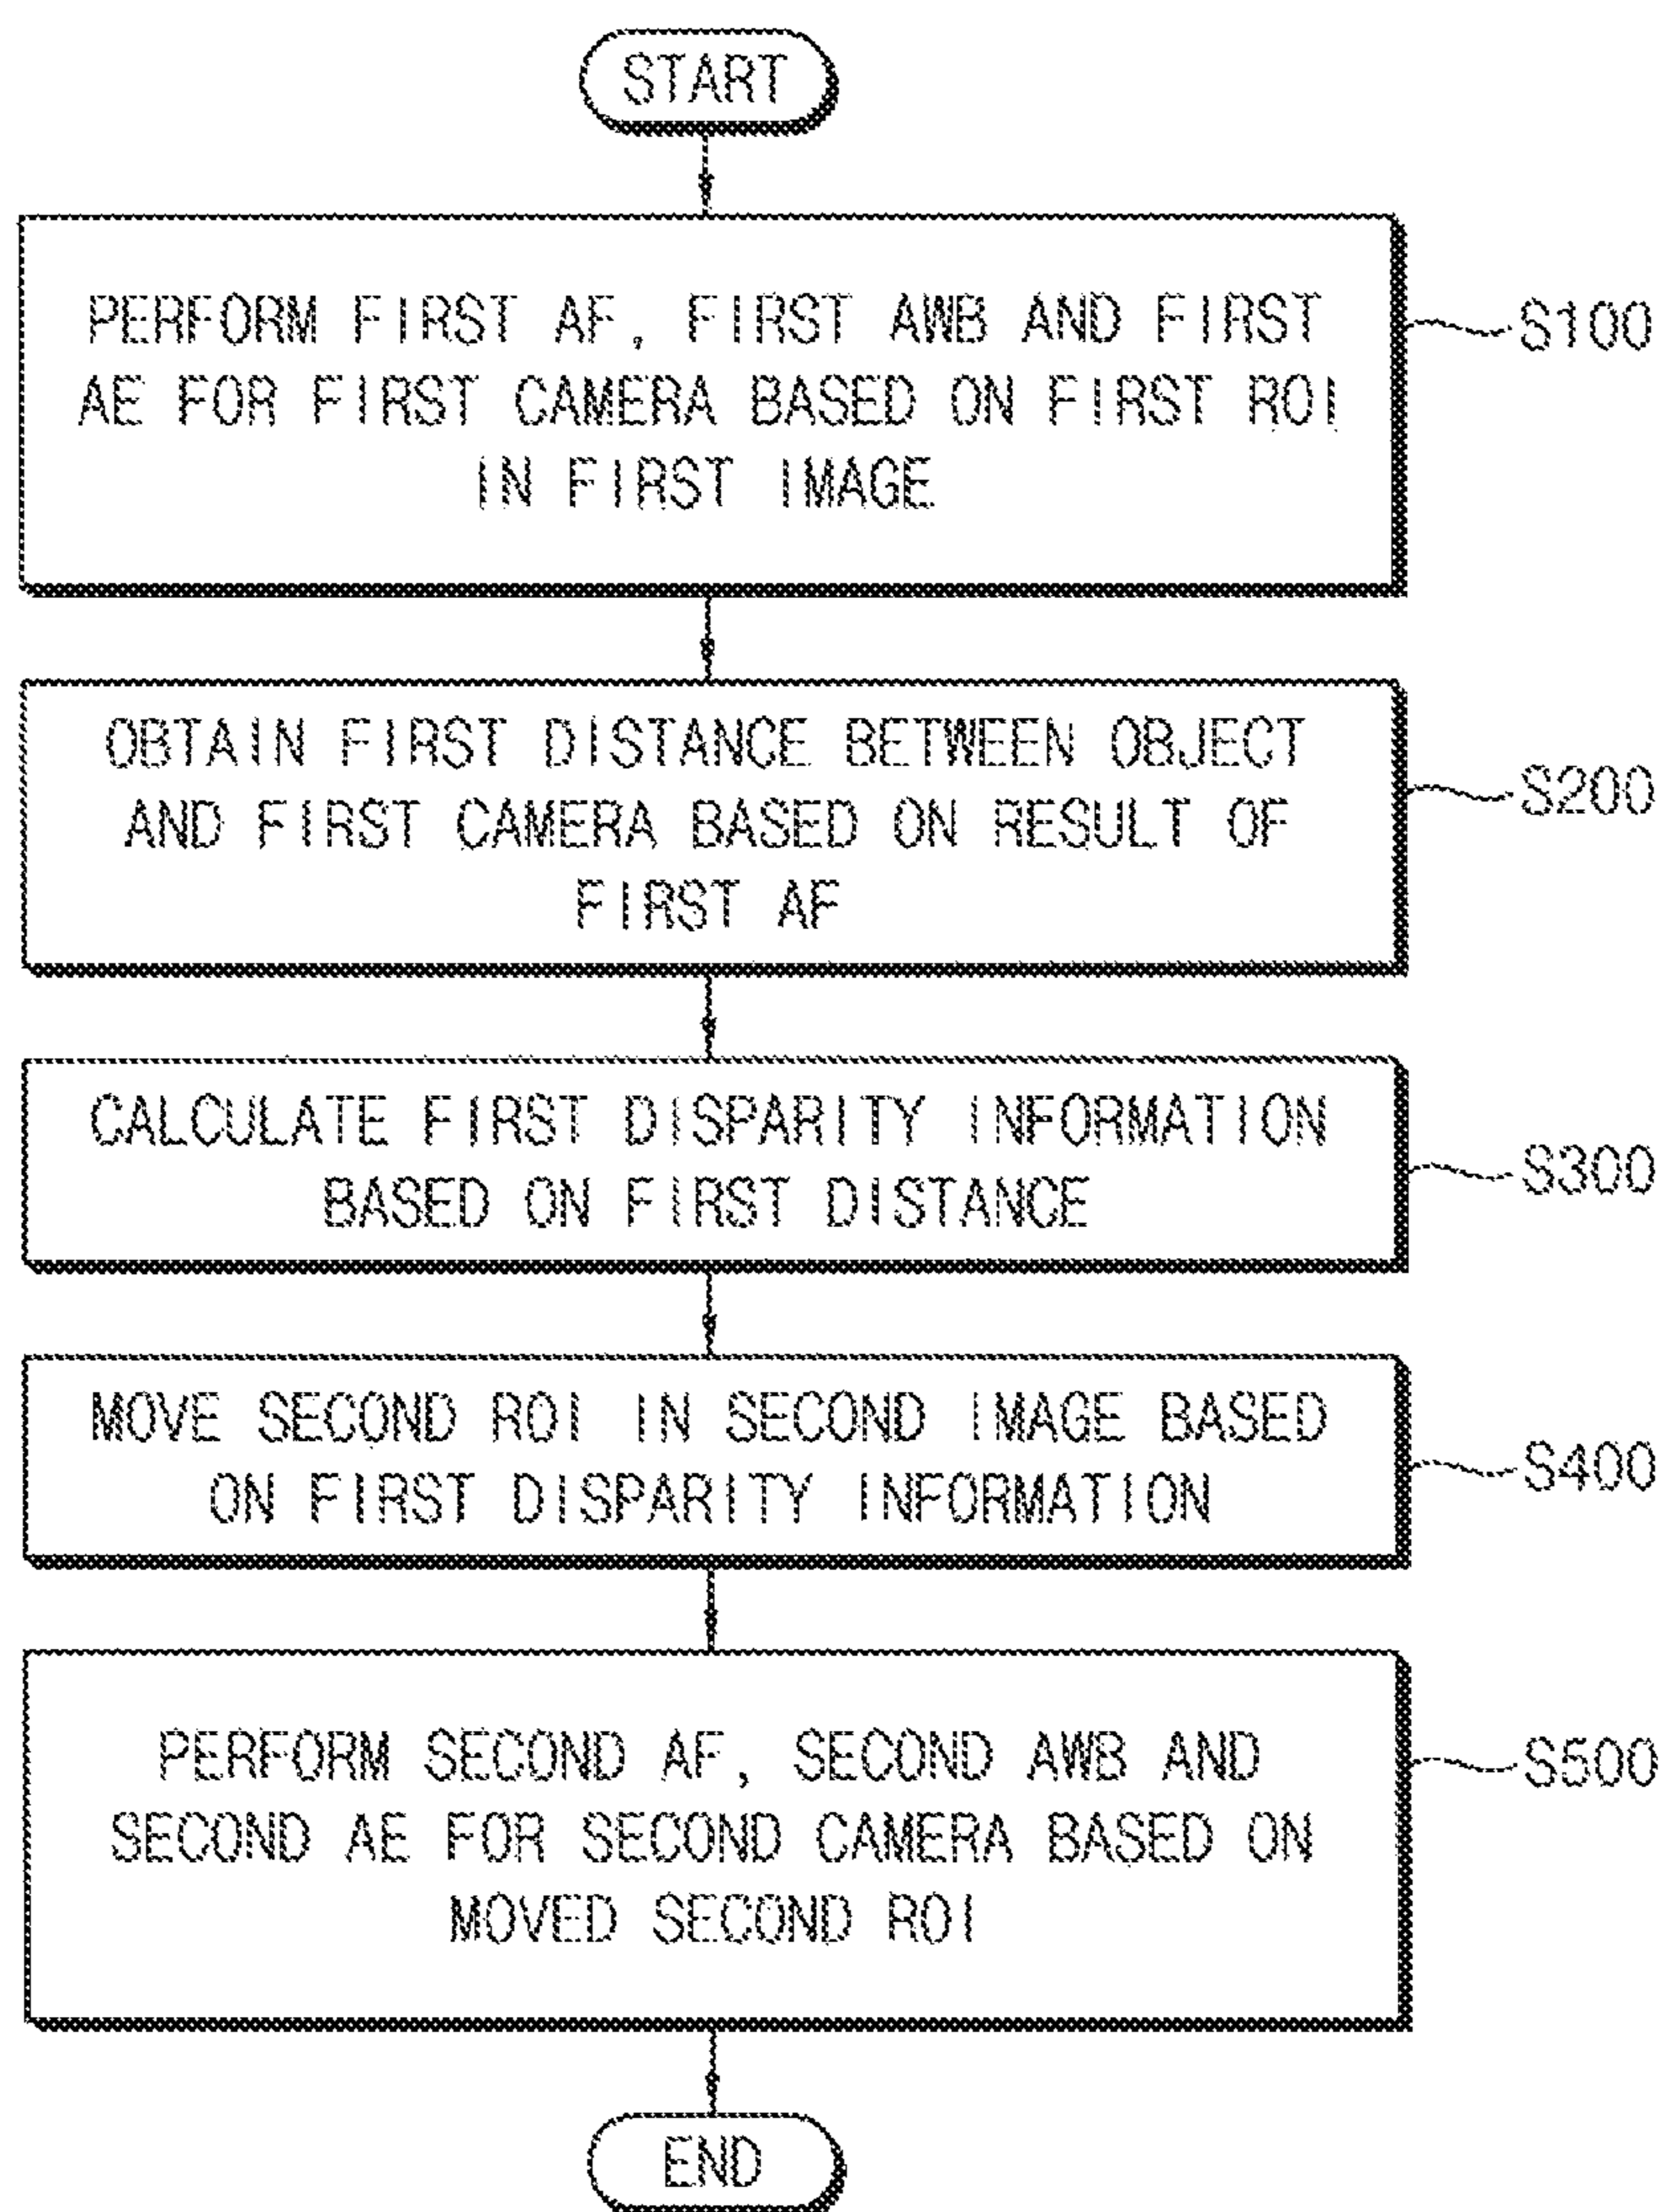 START
PERFORM FIRST AF, FIRST AWB AND FIRST
AE FOR FIRST CAMERA BASED ON FIRST ROI
IN FIRST IMAGE
S100
OBTAIN FIRST DISTANCE BETWEEN OBJECT
AND FIRST CAMERA BASED ON RESULT OF
FIRST AF
S200
CALCULATE FIRST DISPARITY INFORMATION
BASED ON FIRST DISTANCE
S300
MOVE SECOND ROI IN SECOND IMAGE BASED
ON FIRST DISPARITY INFORMATION
S400
PERFORM SECOND AF, SECOND AWB AND
SECOND AE FOR SECOND CAMERA BASED ON
MOVED SECOND ROI
S500
END